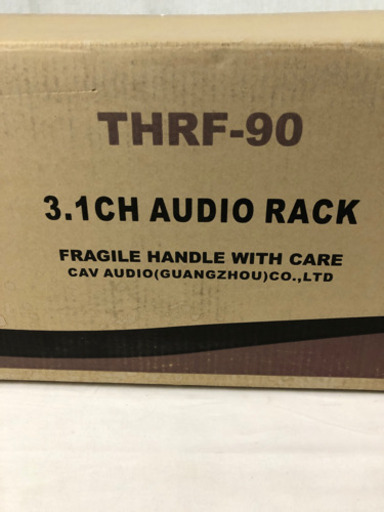 THRF-90
3.1CH AUDIO RACK
FRAGILE HANDLE WITH CARE
CAV AUDIO(GUANGZHOU)CO.,LTD